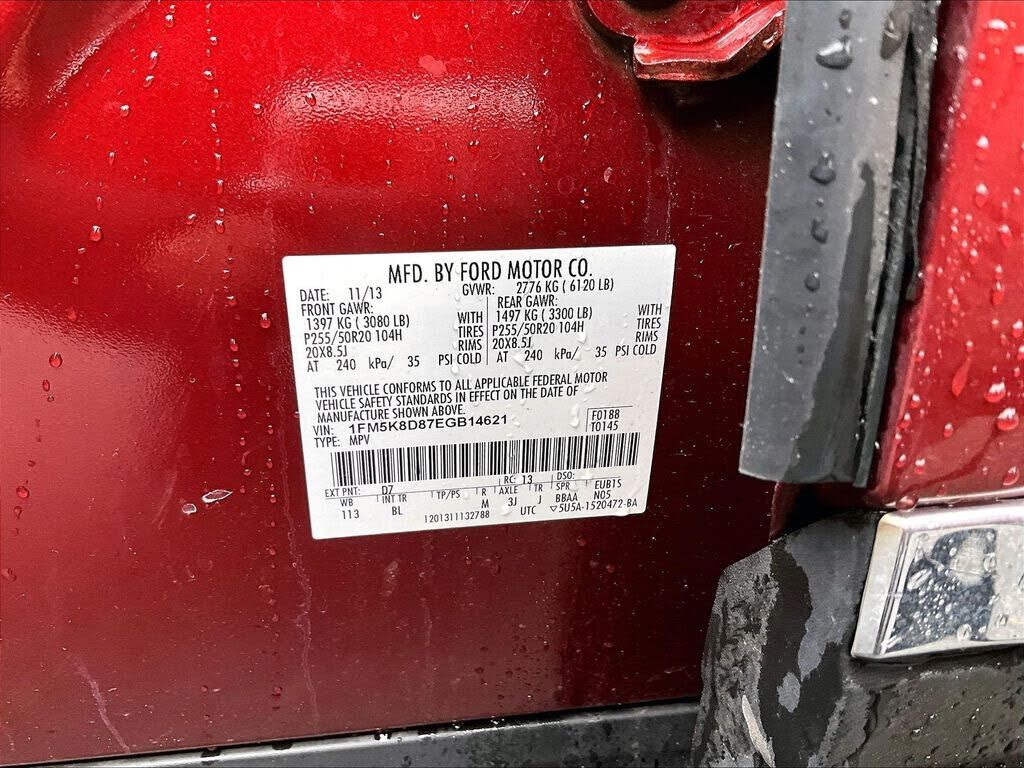 MFD. BY FORD MOTOR CO.
DATE: 11/13 GVWR: 2776 KG ( 6120 LB)
FRONT GAWR: REAR GAWR:
1397 KG ( 3080 LB) WITH 1497 KG ( 3300 LB) WITH
P255/50R20 104H TIRES P255/50R20 104H TIRES
20X8.5J RIMS 20X8.5J RIMS
AT 240 kPa/ 35 PSI COLD AT 240 kPa/ 35 PSI COLD
THIS VEHICLE CONFORMS TO ALL APPLICABLE FEDERAL MOTOR
VEHICLE SAFETY STANDARDS IN EFFECT ON THE DATE OF
MANUFACTURE SHOWN ABOVE.
VIN: 1FM5K8D87EGB14621 F0188
TYPE: MPV T0145
EXT PNT: D7 RC: 13 DSO:
WB INT TR TP/PS R AXLE TR SPR EUB1S
113 BL M 3J J BBAA N05
1201311132788 UTC ▽5U5A-1520472-BA